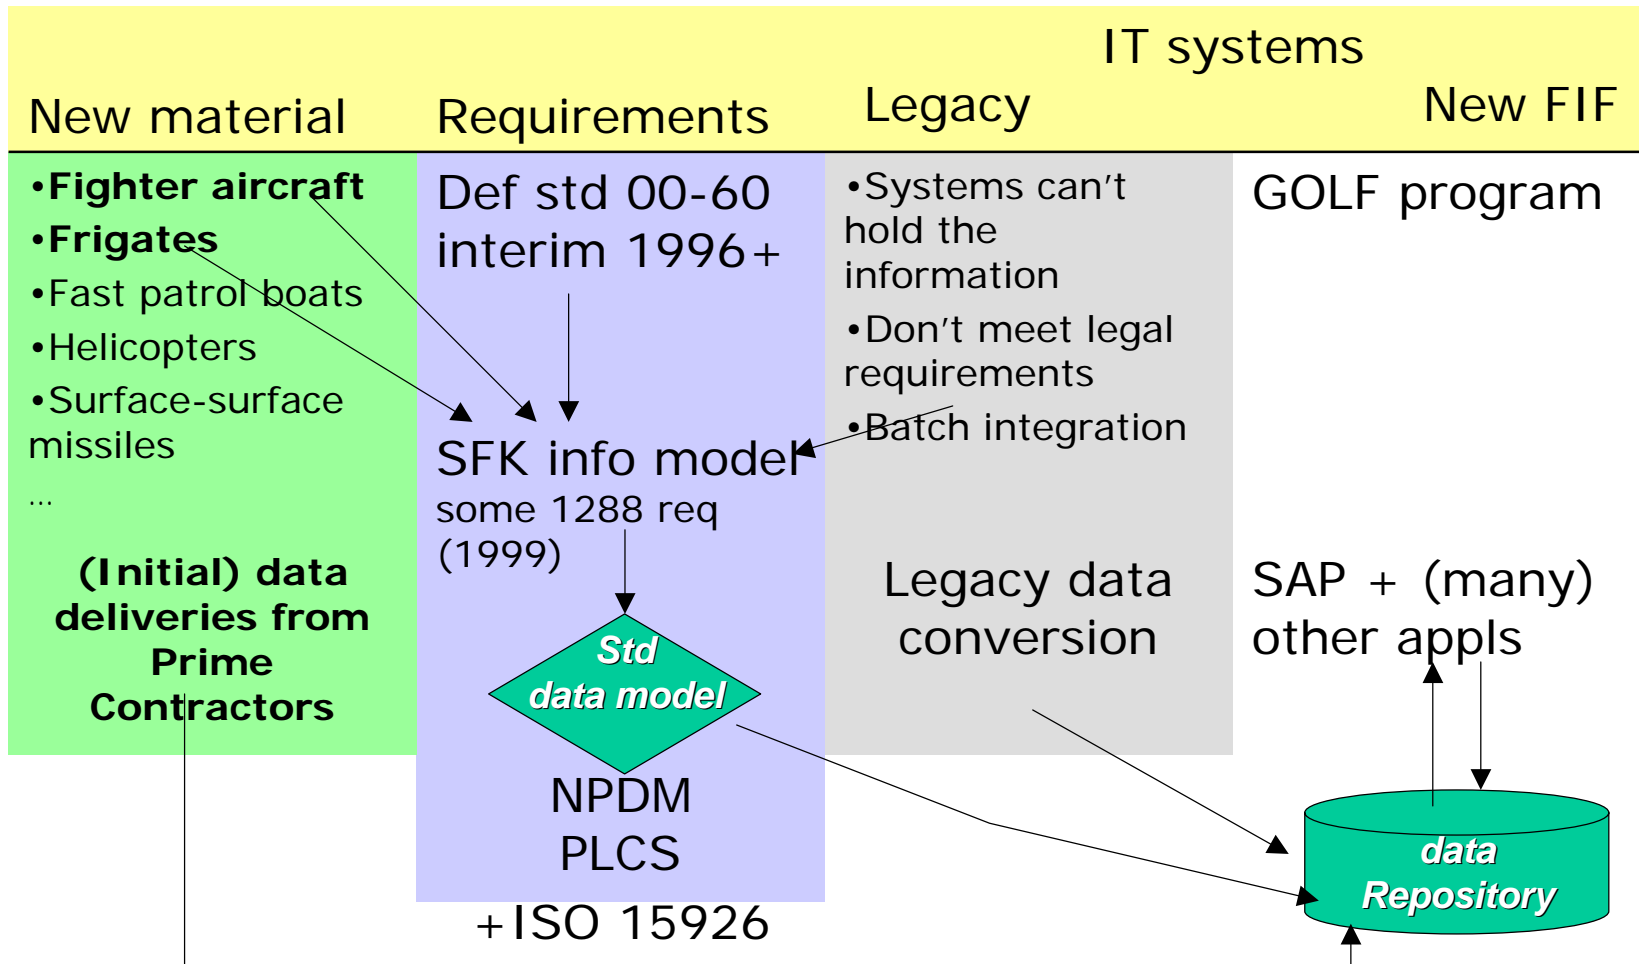 IT systems
New material
Requirements
Legacy
New FIF
•Fighter aircraft
•Frigates
•Fast patrol boats
•Helicopters
•Surface-surface
missiles
...
(Initial) data
deliveries from
Prime
Contractors
Def std 00-60
interim 1996+
SFK info model
some 1288 req
(1999)
Std
data model
NPDM
PLCS
+ISO 15926
•Systems can't
hold the
information
•Don't meet legal
requirements
•Batch integration
Legacy data
conversion
GOLF program
SAP + (many)
other appls
data
Repository